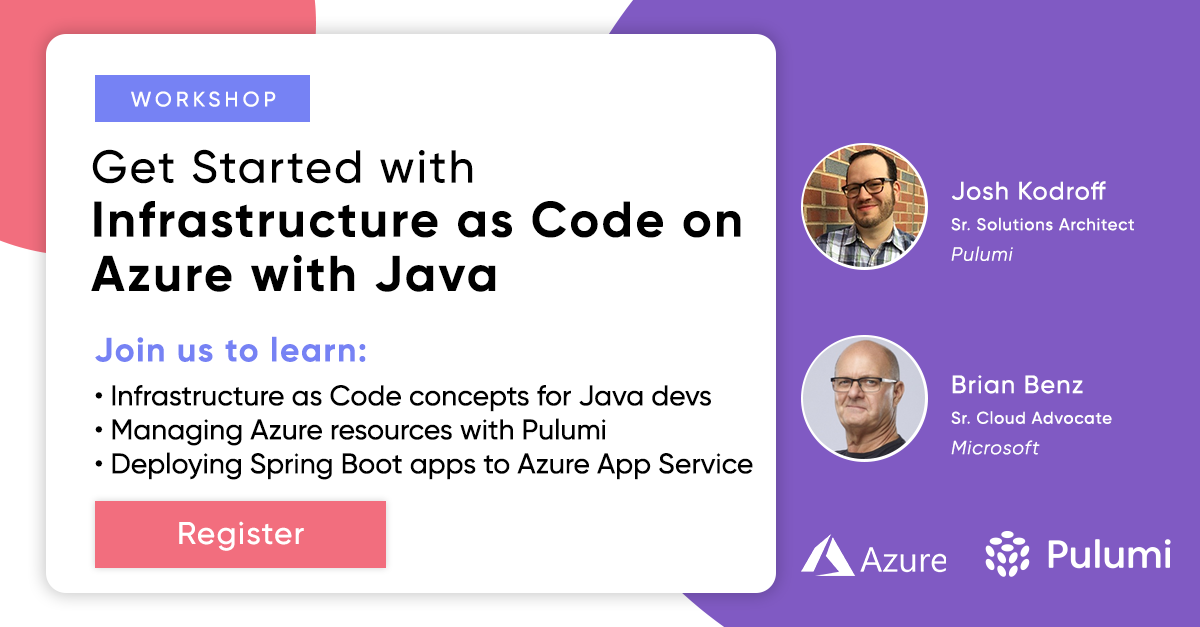 WORKSHOP
Get Started with
Infrastructure as Code on
Azure with Java
Join us to learn:
• Infrastructure as Code concepts for Java devs
• Managing Azure resources with Pulumi
• Deploying Spring Boot apps to Azure App Service
Register
Josh Kodroff
Sr. Solutions Architect
Pulumi
Brian Benz
Sr. Cloud Advocate
Microsoft
Azure
Pulumi